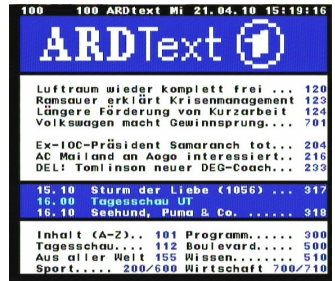 100 100 ARDtext Mi 21.04.10 15:19:16
ARDText 1
Luftraum wieder komplett frei ... 120
Ramsauer erklärt Krisenmanagement 123
Längere Förderung von Kurzarbeit 124
Volkswagen macht Gewinnsprung.... 701
Ex-IOC-Präsident Samaranch tot... 204
AC Mailand an Aogo interessiert.. 216
DEL: Tomlinson neuer DEG-Coach... 233
15.10 Sturm der Liebe (1056) ... 317
16.00 Tagesschau UT
16.10 Seehund, Puma & Co. ...... 318
Inhalt (A-Z).. 101 Programm...... 300
Tagesschau.... 112 Boulevard..... 500
Aus aller Welt 155 Wissen........ 510
Sport..... 200/600 Wirtschaft 700/710